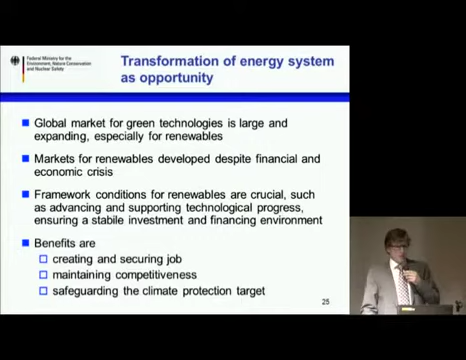 Federal Ministry for the
Environment, Nature Conservation
and Nuclear Safety
Transformation of energy system
as opportunity
Global market for green technologies is large and
expanding, especially for renewables
Markets for renewables developed despite financial and
economic crisis
Framework conditions for renewables are crucial, such
as advancing and supporting technological progress,
ensuring a stabile investment and financing environment
Benefits are
creating and securing job
maintaining competitiveness
safeguarding the climate protection target
25